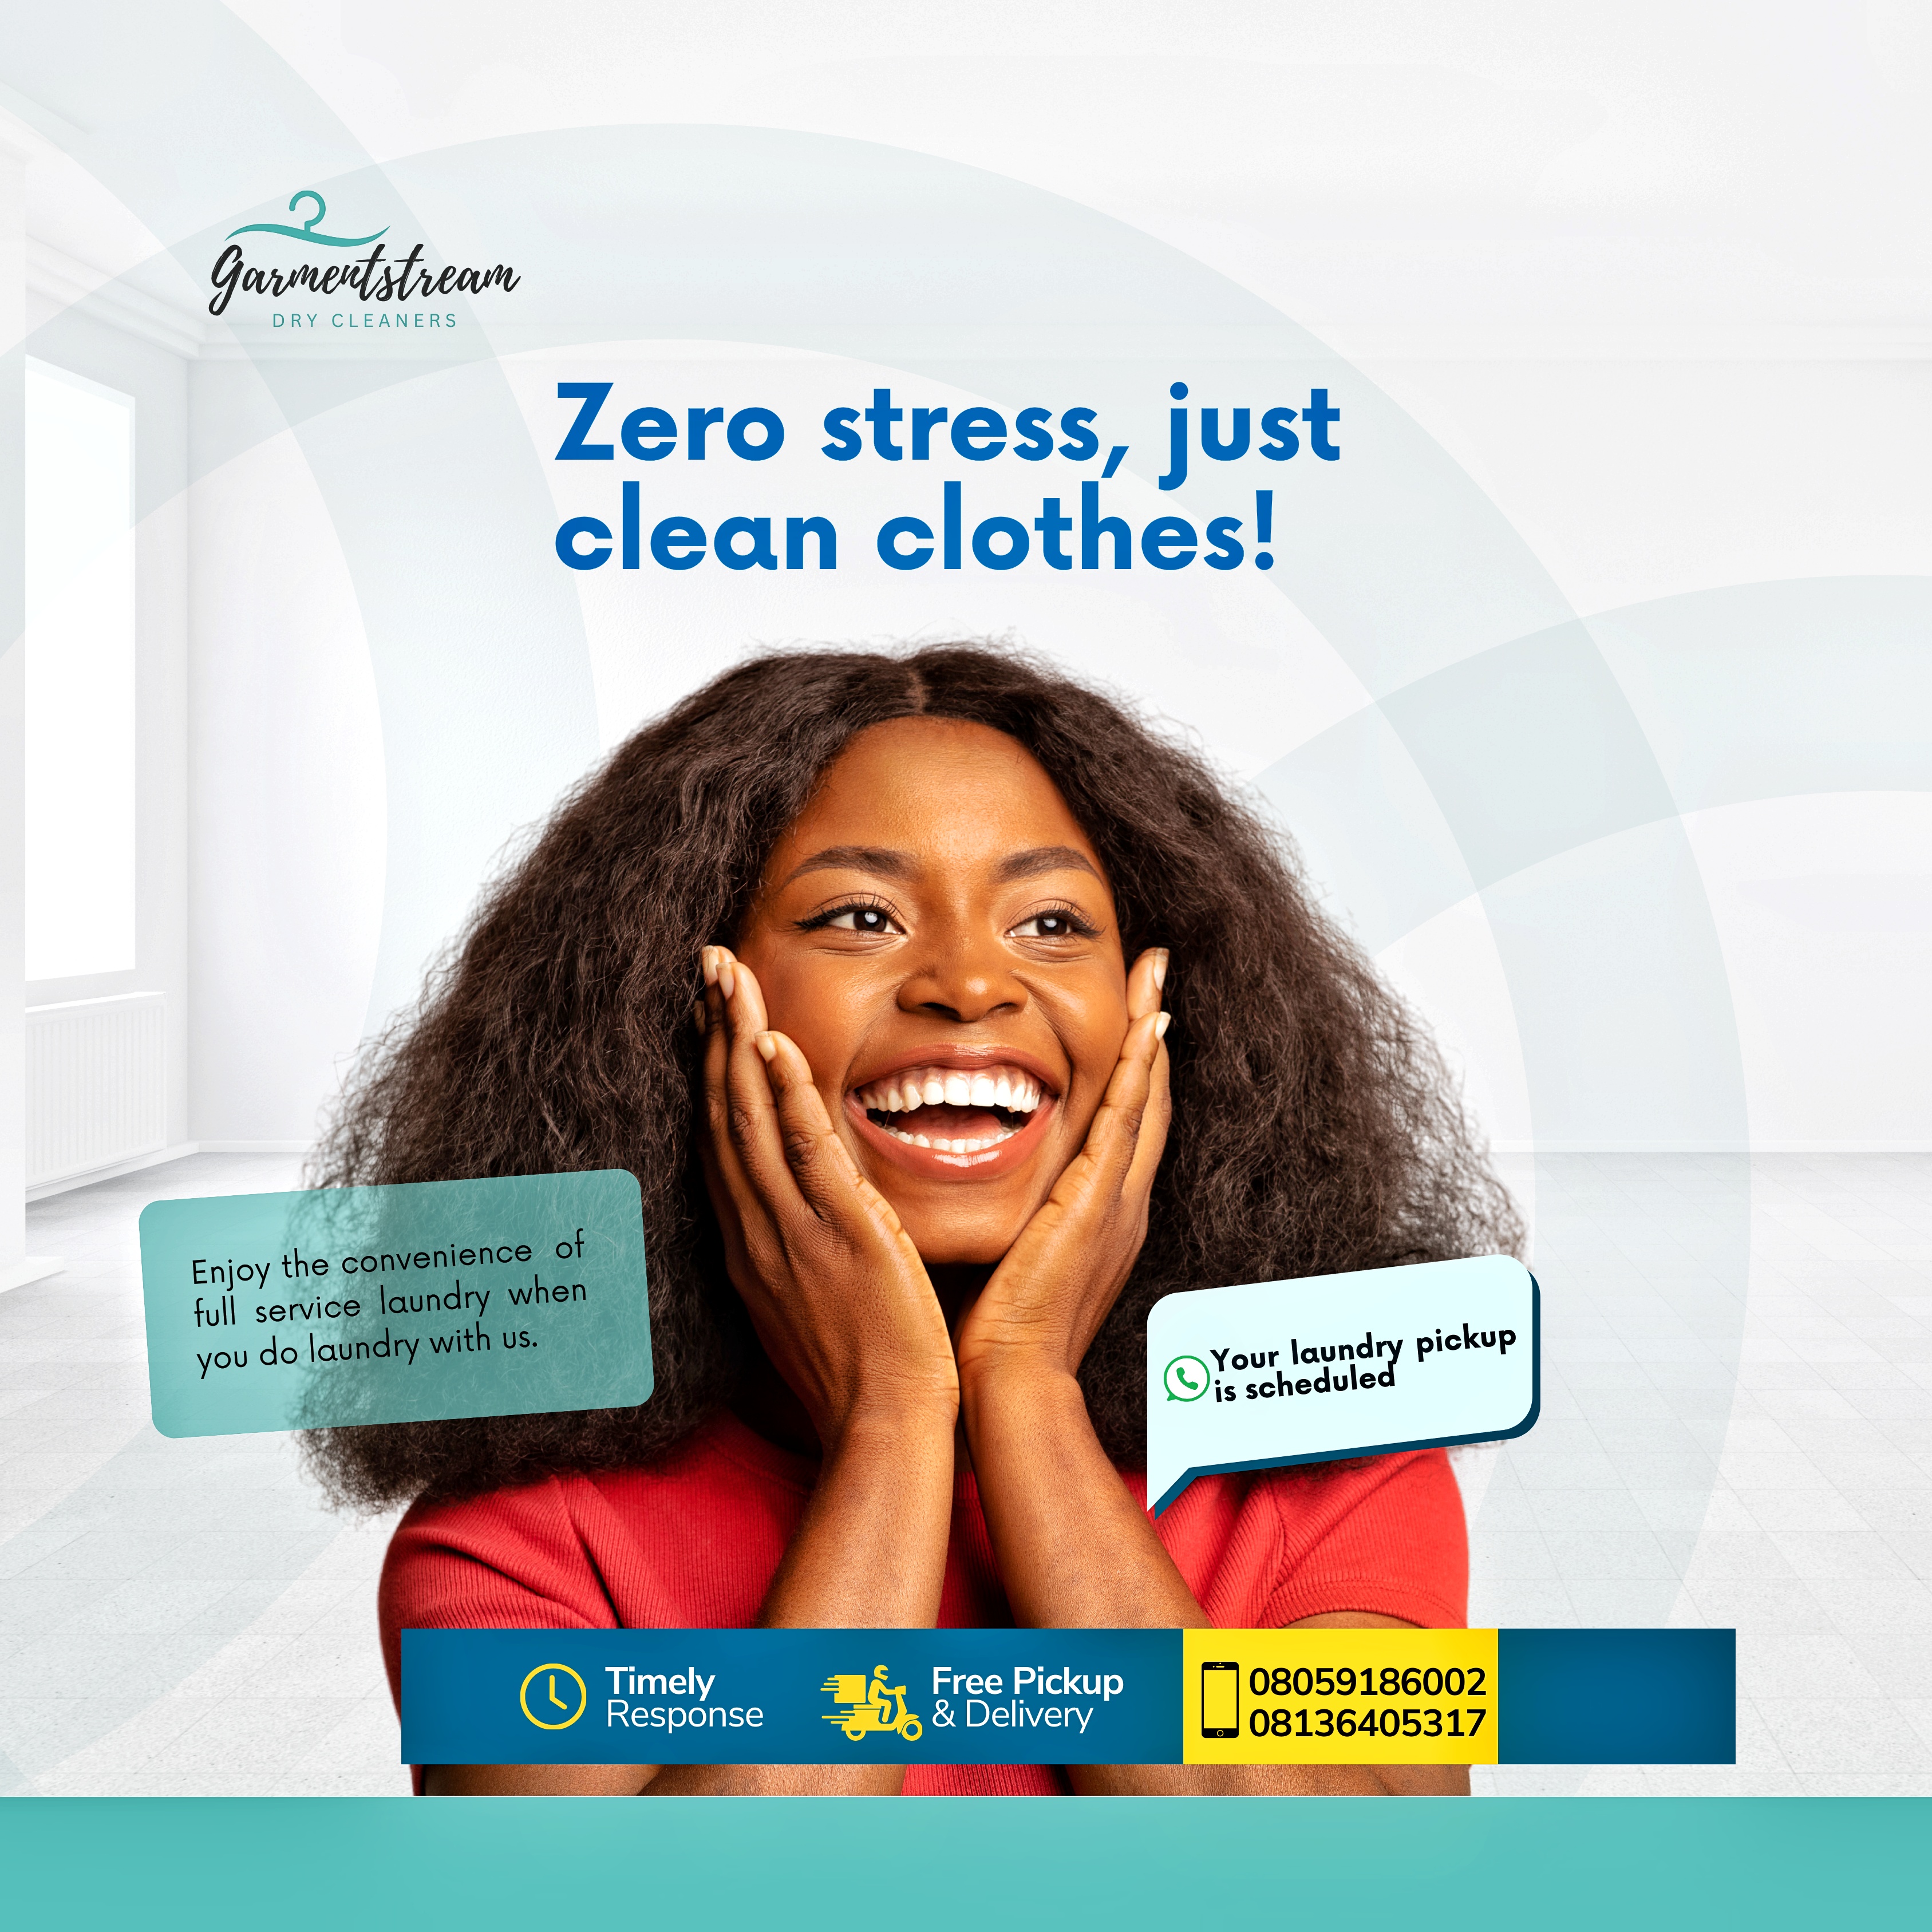 Garmentstream
DRY CLEANERS
Zero stress, just
clean clothes!
Enjoy the convenience of
full service laundry when
you do laundry with us.
Your laundry pickup
is scheduled
Timely
Response
Free Pickup
& Delivery
08059186002
08136405317